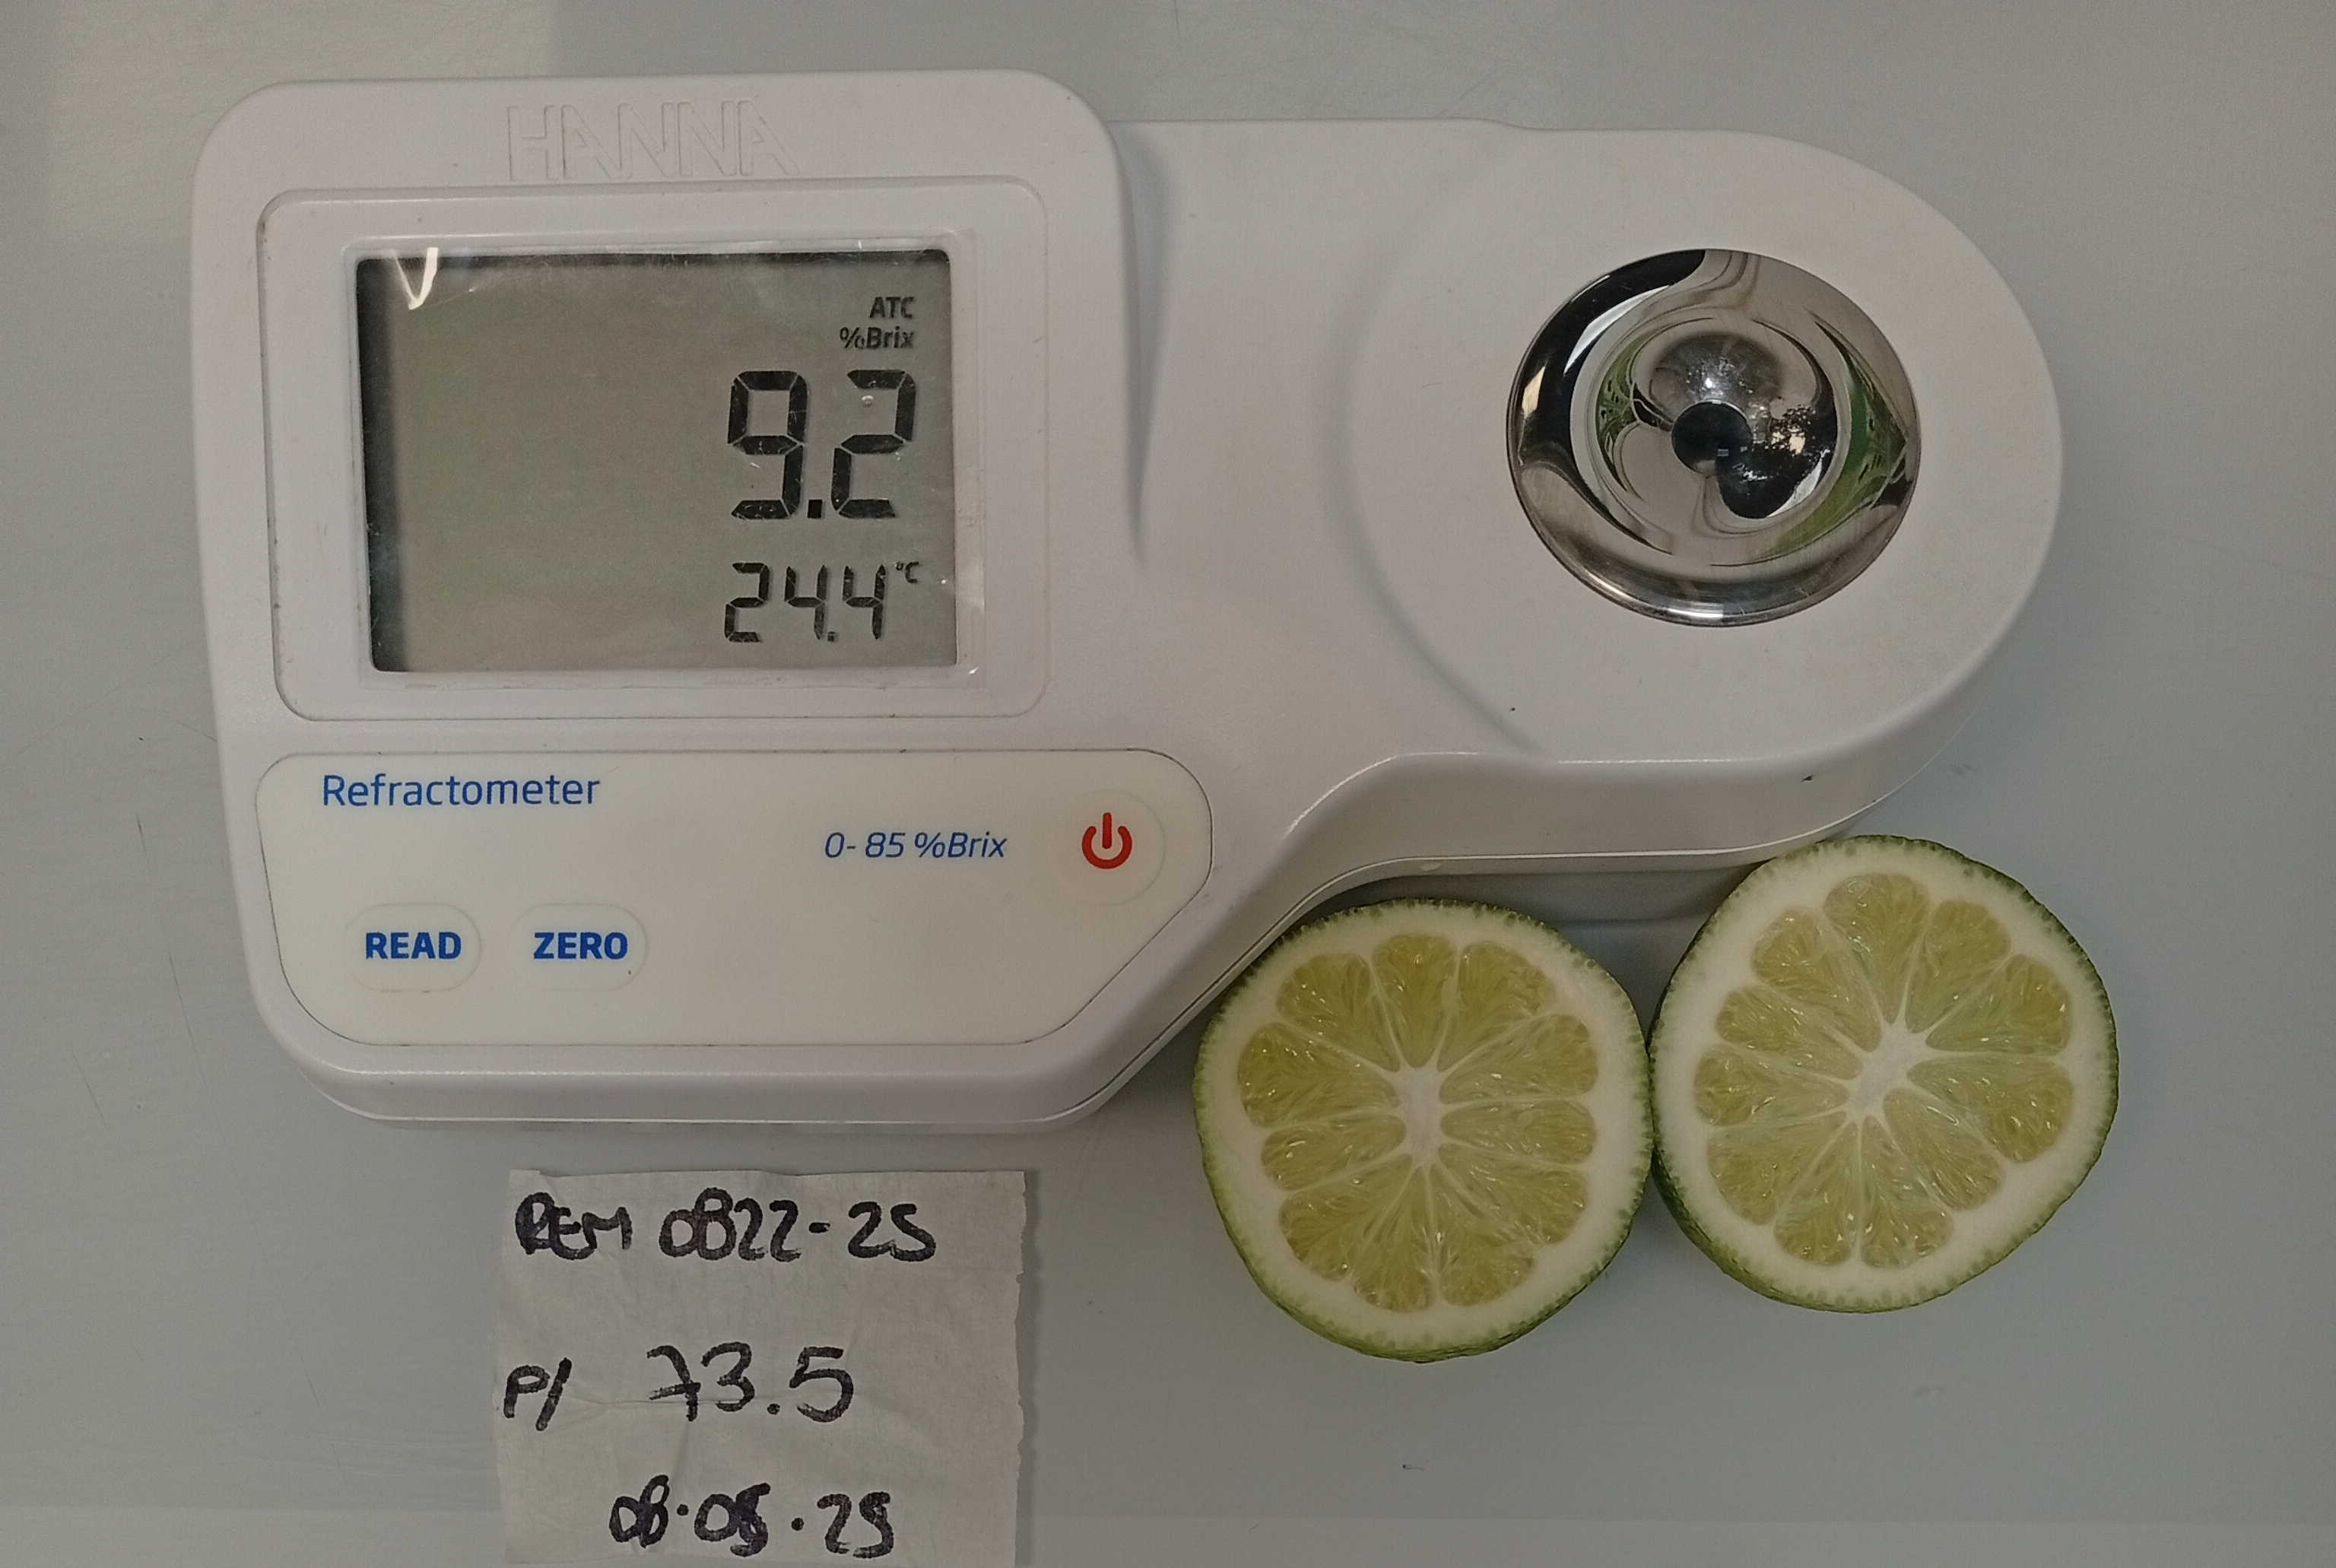 HANNA
ATC
%Brix
9.2
24.4°C
Refractometer
0-85 %Brix
READ
ZERO
REM 0822-25
P/ 73.5
08.05.25